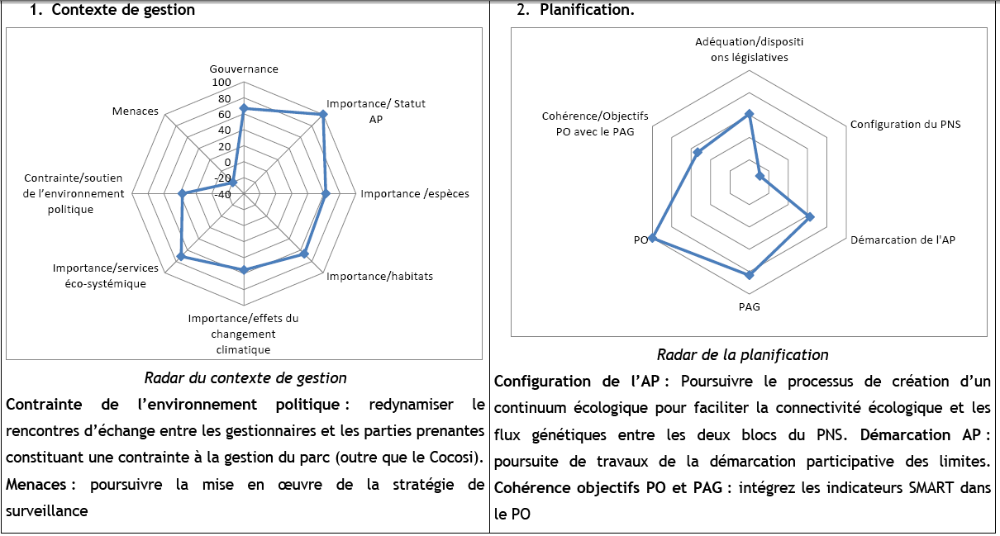 1. Contexte de gestion
Gouvernance
100
80
60
40
20
0
-20
-40
Importance/ Statut
AP
Importance /espèces
Importance/habitats
Importance/effets du
changement
climatique
Importance/services
éco-systémique
Contrainte/soutien
de l’environnement
politique
Menaces
Radar du contexte de gestion
Contrainte de l’environnement politique : redynamiser le
rencontres d’échange entre les gestionnaires et les parties prenantes
constituant une contrainte à la gestion du parc (outre que le Cocosi).
Menaces : poursuivre la mise en œuvre de la stratégie de
surveillance
2. Planification.
Adéquation/dispositi
ons législatives
Configuration du PNS
Démarcation de l'AP
PAG
PO
Cohérence/Objectifs
PO avec le PAG
Radar de la planification
Configuration de l’AP : Poursuivre le processus de création d’un
continuum écologique pour faciliter la connectivité écologique et les
flux génétiques entre les deux blocs du PNS. Démarcation AP :
poursuite de travaux de la démarcation participative des limites.
Cohérence objectifs PO et PAG : intégrez les indicateurs SMART dans
le PO